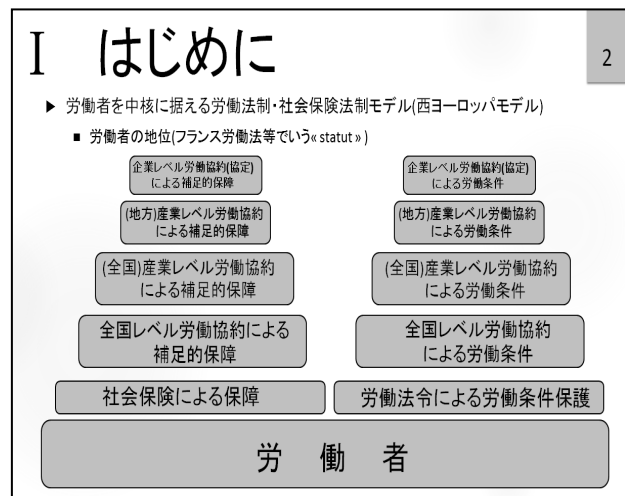 Ⅰ　はじめに
2
▶ 労働者を中核に据える労働法制・社会保険法制モデル(西ヨーロッパモデル)
■ 労働者の地位(フランス労働法等でいう« statut » )
企業レベル労働協約(協定)
による補足的保障
企業レベル労働協約(協定)
による労働条件
(地方)産業レベル労働協約
による補足的保障
(地方)産業レベル労働協約
による労働条件
(全国)産業レベル労働協約
による補足的保障
(全国)産業レベル労働協約
による労働条件
全国レベル労働協約による
補足的保障
全国レベル労働協約
による労働条件
社会保険による保障
労働法令による労働条件保護
労　働　者